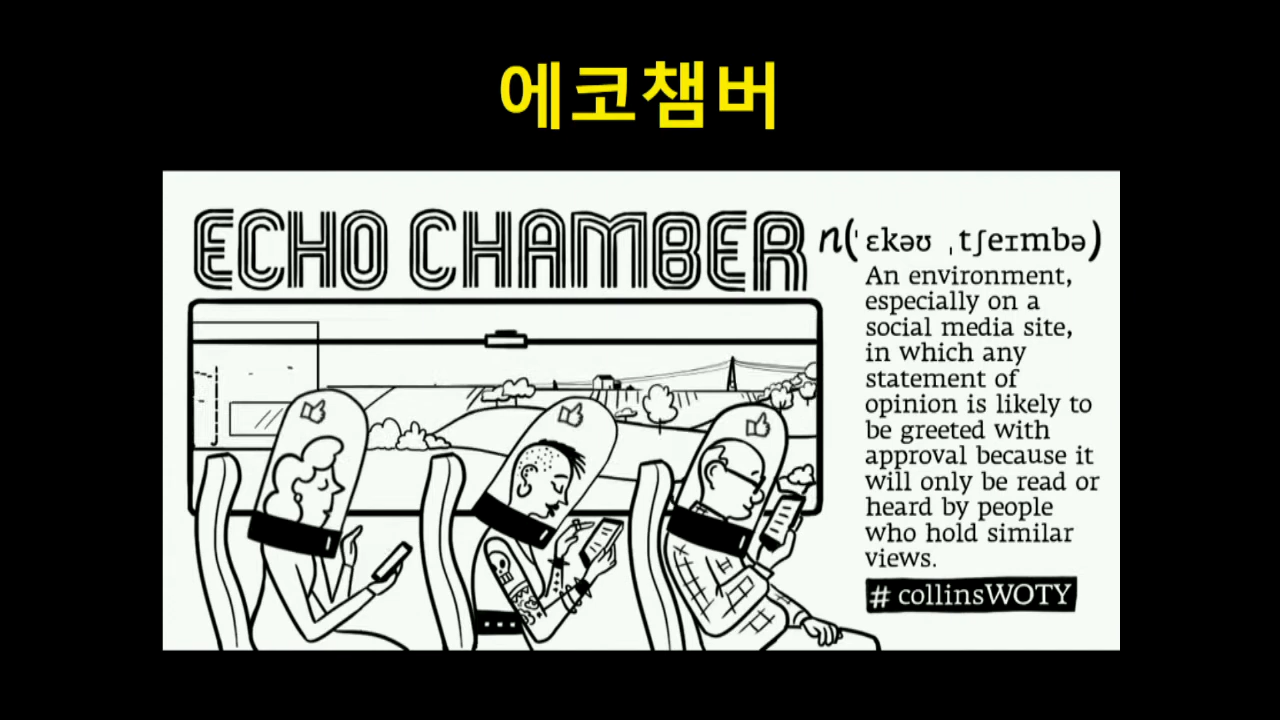 에코챔버
ECHO CHAMBER n(ˈɛkəʊ ˌtʃeɪmbə)
An environment,
especially on a
social media site,
in which any
statement of
opinion is likely to
be greeted with
approval because it
will only be read or
heard by people
who hold similar
views.
# collinsWOTY